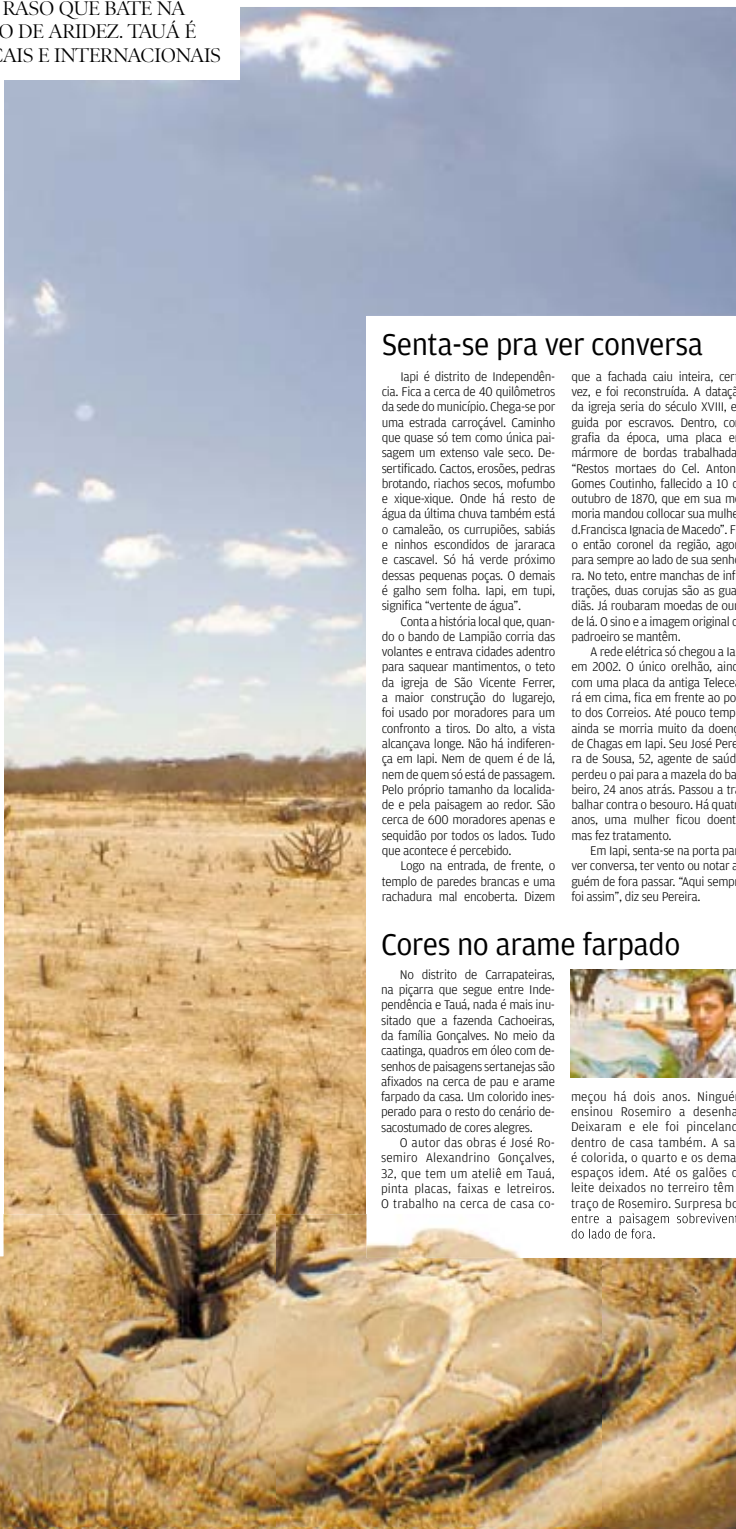 RASO QUE BATE NA
O DE ARIDEZ. TAUÁ É
CAIS E INTERNACIONAIS
Senta-se pra ver conversa
Iapi é distrito de Independên-
cia. Fica a cerca de 40 quilômetros
da sede do município. Chega-se por
uma estrada carroçável. Caminho
que quase só tem como única pai-
sagem um extenso vale seco. De-
sertificado. Cactos, erosões, pedras
brotando, riachos secos, mofumbo
e xique-xique. Onde há resto de
água da última chuva também está
o camaleão, os currupiões, sabiás
e ninhos escondidos de jararaca
e cascavel. Só há verde próximo
dessas pequenas poças. O demais
é galho sem folha. Iapi, em tupi,
significa “vertente de água”.
Conta a história local que, quan-
do o bando de Lampião corria das
volantes e entrava cidades adentro
para saquear mantimentos, o teto
da igreja de São Vicente Ferrer,
a maior construção do lugarejo,
foi usado por moradores para um
confronto a tiros. Do alto, a vista
alcançava longe. Não há indiferen-
ça em Iapi. Nem de quem é de lá,
nem de quem só está de passagem.
Pelo próprio tamanho da localida-
de e pela paisagem ao redor. São
cerca de 600 moradores apenas e
sequidão por todos os lados. Tudo
que acontece é percebido.
Logo na entrada, de frente, o
templo de paredes brancas e uma
rachadura mal encoberta. Dizem
que a fachada caiu inteira, cert
vez, e foi reconstruída. A dataçã
da igreja seria do século XVIII, e
guida por escravos. Dentro, con
grafia da época, uma placa en
mármore de bordas trabalhada
“Restos mortaes do Cel. Anton
Gomes Coutinho, fallecido a 10 d
outubro de 1870, que em sua me
moria mandou collocar sua mulhe
d.Francisca Ignacia de Macedo”. F
o então coronel da região, agor
para sempre ao lado de sua senho
ra. No teto, entre manchas de infi
trações, duas corujas são as gua
diãs. Já roubaram moedas de our
de lá. O sino e a imagem original d
padroeiro se mantêm.
A rede elétrica só chegou a Ia
em 2002. O único orelhão, aind
com uma placa da antiga Telecea
rá em cima, fica em frente ao po
to dos Correios. Até pouco temp
ainda se morria muito da doenç
de Chagas em Iapi. Seu José Pere
ra de Sousa, 52, agente de saúd
perdeu o pai para a mazela do ba
beiro, 24 anos atrás. Passou a tra
balhar contra o besouro. Há quatr
anos, uma mulher ficou doent
mas fez tratamento.
Em Iapi, senta-se na porta par
ver conversa, ter vento ou notar a
guém de fora passar. “Aqui sempr
foi assim”, diz seu Pereira.
Cores no arame farpado
No distrito de Carrapateiras,
na piçarra que segue entre Inde-
pendência e Tauá, nada é mais inu-
sitado que a fazenda Cachoeiras,
da família Gonçalves. No meio da
caatinga, quadros em óleo com de-
senhos de paisagens sertanejas são
afixados na cerca de pau e arame
farpado da casa. Um colorido ines-
perado para o resto do cenário de-
sacostumado de cores alegres.
O autor das obras é José Ro-
semiro Alexandrino Gonçalves,
32, que tem um ateliê em Tauá,
pinta placas, faixas e letreiros.
O trabalho na cerca de casa co-
meçou há dois anos. Ningué
ensinou Rosemiro a desenha
Deixaram e ele foi pinceland
dentro de casa também. A sa
é colorida, o quarto e os dema
espaços idem. Até os galões d
leite deixados no terreiro têm
traço de Rosemiro. Surpresa bo
entre a paisagem sobrevivent
do lado de fora.